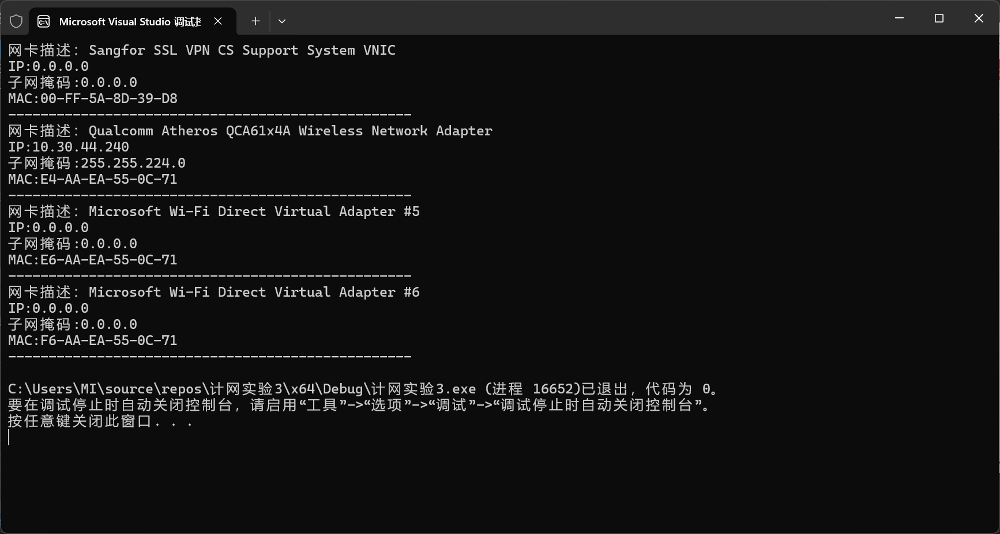 Microsoft Visual Studio 调试
网卡描述: Sangfor SSL VPN CS Support System VNIC
IP:0.0.0.0
子网掩码:0.0.0.0
MAC:00-FF-5A-8D-39-D8
--------------------------------------------------
网卡描述: Qualcomm Atheros QCA61x4A Wireless Network Adapter
IP:10.30.44.240
子网掩码:255.255.224.0
MAC:E4-AA-EA-55-0C-71
--------------------------------------------------
网卡描述: Microsoft Wi-Fi Direct Virtual Adapter #5
IP:0.0.0.0
子网掩码:0.0.0.0
MAC:E6-AA-EA-55-0C-71
--------------------------------------------------
网卡描述: Microsoft Wi-Fi Direct Virtual Adapter #6
IP:0.0.0.0
子网掩码:0.0.0.0
MAC:F6-AA-EA-55-0C-71
--------------------------------------------------
C:\Users\MI\source\repos\计网实验3\x64\Debug\计网实验3.exe (进程 16652)已退出，代码为 0。
要在调试停止时自动关闭控制台，请启用“工具”->“选项”->“调试”->“调试停止时自动关闭控制台”。
按任意键关闭此窗口. . .